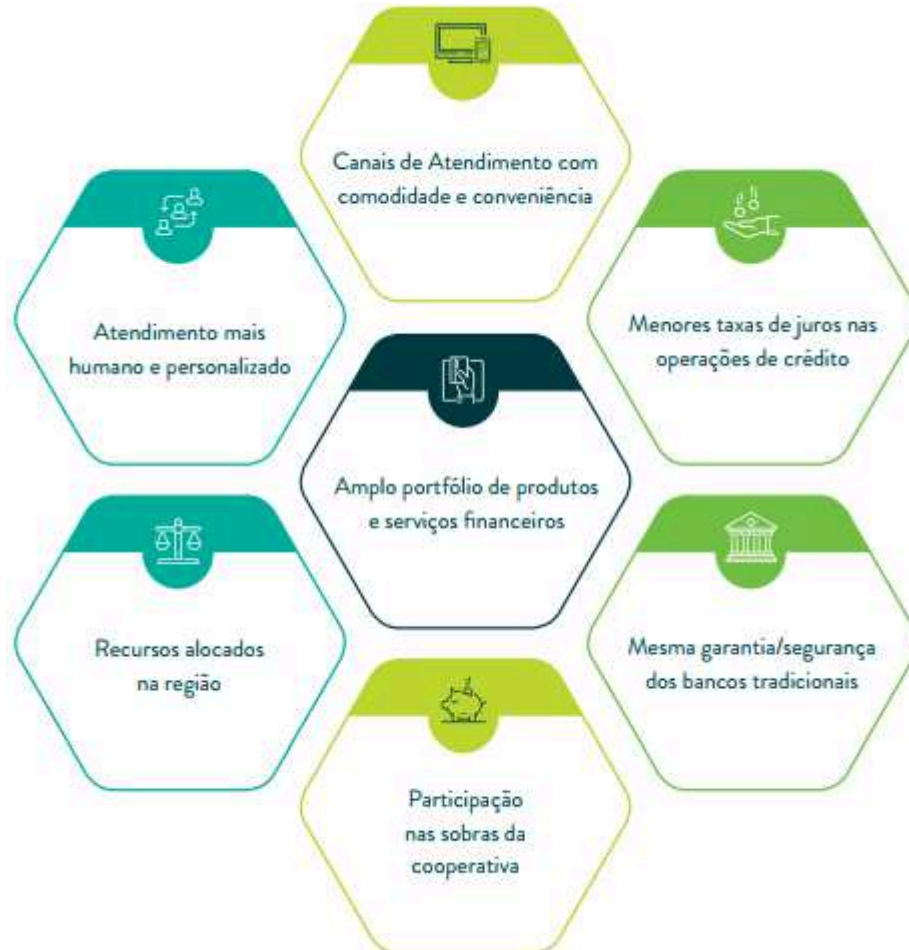 Canais de Atendimento com
comodidade e conveniência
Atendimento mais
humano e personalizado
Menores taxas de juros nas
operações de crédito
Amplo portfólio de produtos
e serviços financeiros
Recursos alocados
na região
Mesma garantia/segurança
dos bancos tradicionais
Participação
nas sobras da
cooperativa